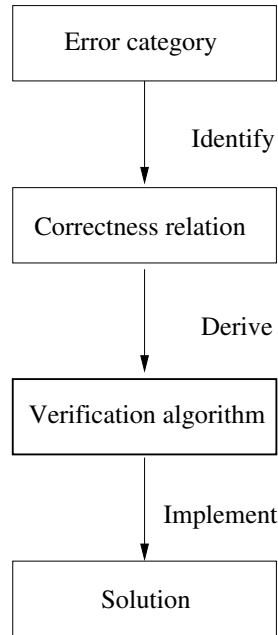 Error category
Identify
Correctness relation
Derive
Verification algorithm
Implement
Solution